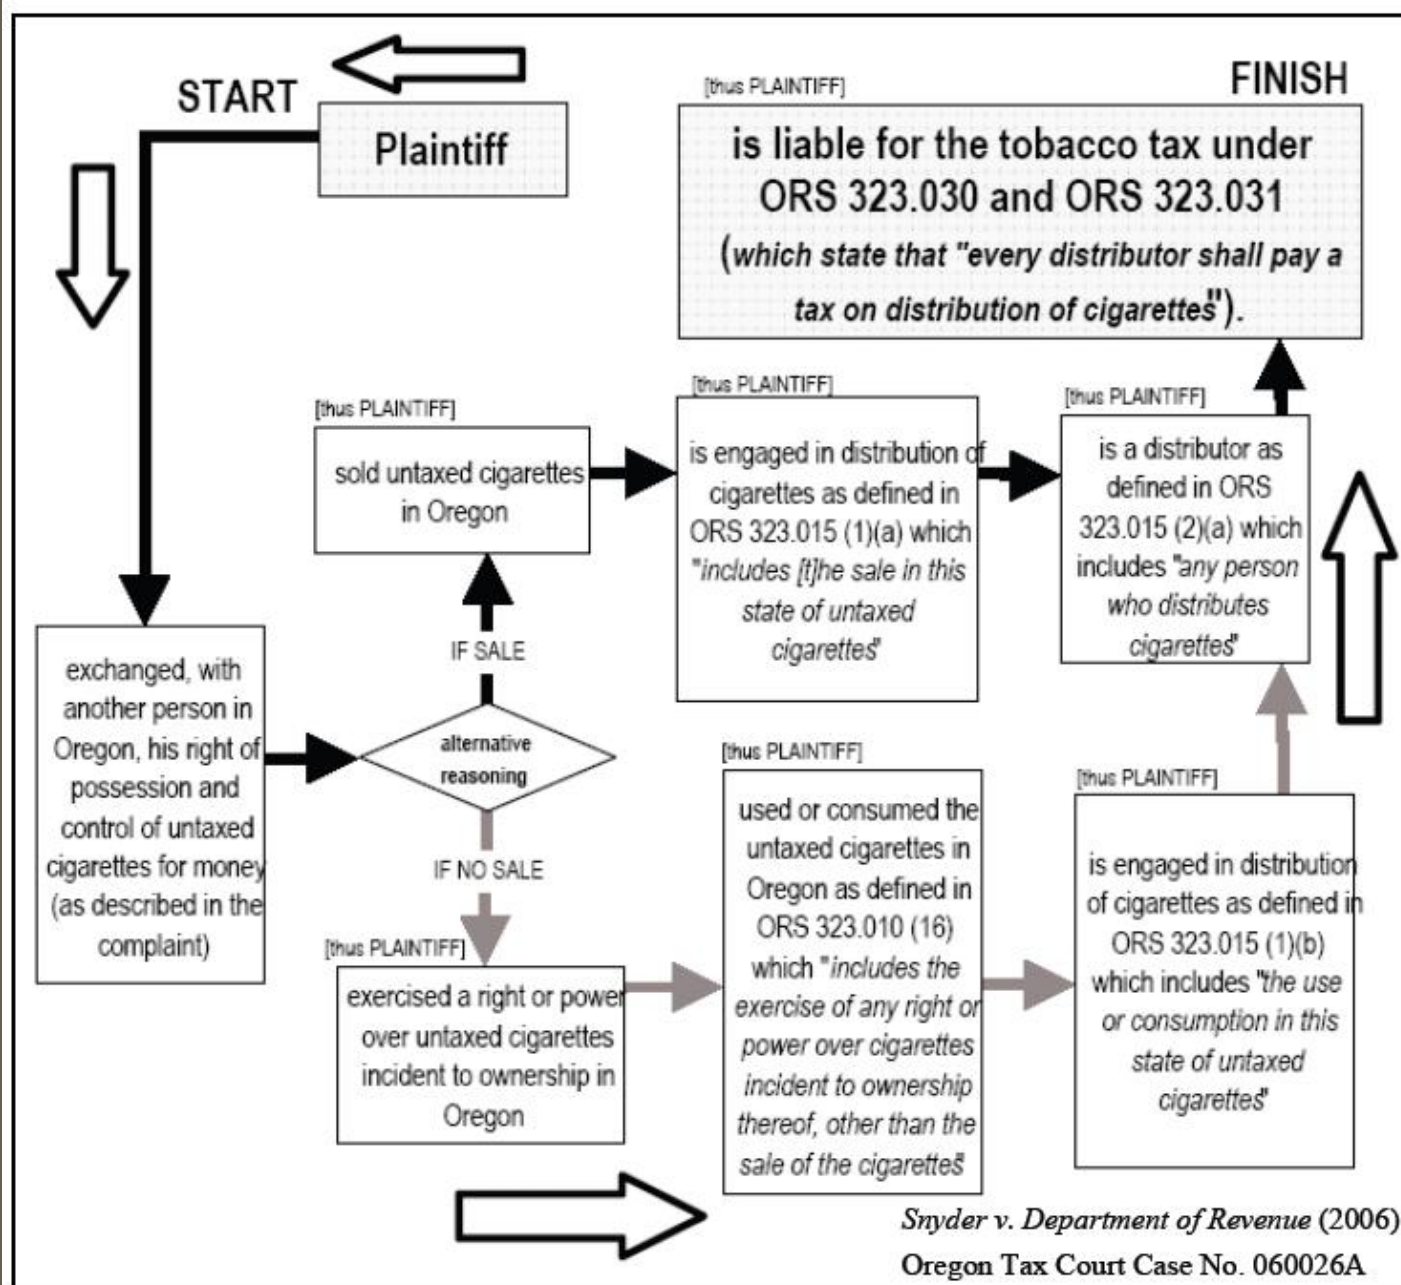 START
Plaintiff
exchanged, with
another person in
Oregon, his right of
possession and
control of untaxed
cigarettes for money
(as described in the
complaint)
alternative
reasoning
IF SALE
[thus PLAINTIFF]
sold untaxed cigarettes
in Oregon
[thus PLAINTIFF]
is engaged in distribution of
cigarettes as defined in
ORS 323.015 (1)(a) which
"includes [t]he sale in this
state of untaxed
cigarettes"
[thus PLAINTIFF]
is a distributor as
defined in ORS
323.015 (2)(a) which
includes "any person
who distributes
cigarettes"
IF NO SALE
[thus PLAINTIFF]
exercised a right or power
over untaxed cigarettes
incident to ownership in
Oregon
[thus PLAINTIFF]
used or consumed the
untaxed cigarettes in
Oregon as defined in
ORS 323.010 (16)
which "includes the
exercise of any right or
power over cigarettes
incident to ownership
thereof, other than the
sale of the cigarettes"
[thus PLAINTIFF]
is engaged in distribution
of cigarettes as defined in
ORS 323.015 (1)(b)
which includes "the use
or consumption in this
state of untaxed
cigarettes"
[thus PLAINTIFF]
FINISH
is liable for the tobacco tax under
ORS 323.030 and ORS 323.031
(which state that "every distributor shall pay a
tax on distribution of cigarettes").
Snyder v. Department of Revenue (2006)
Oregon Tax Court Case No. 060026A